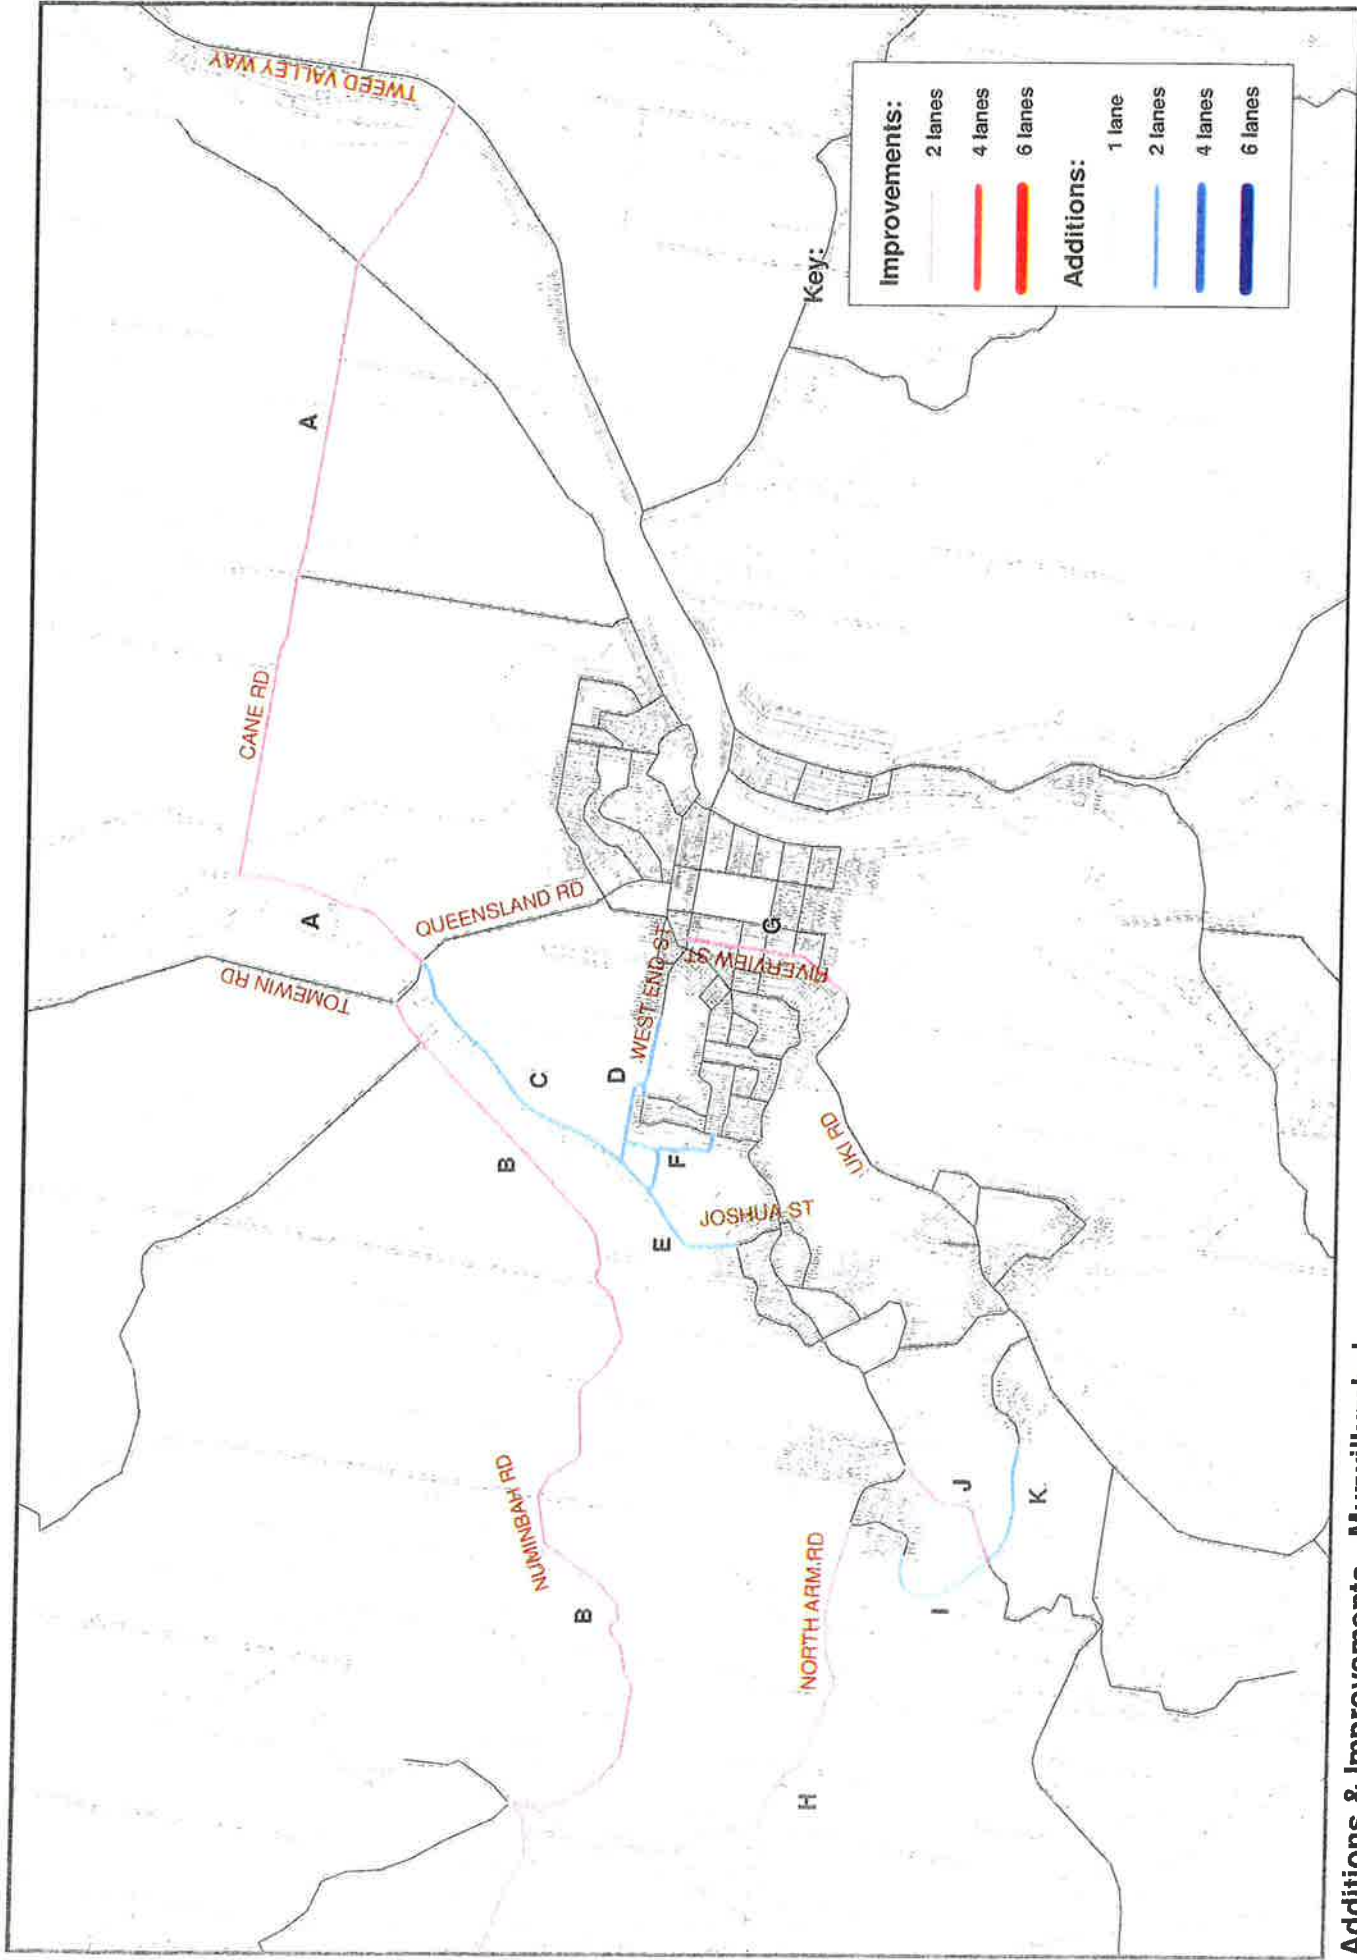 TWEED VALLEY WAY
A
CANE RD
A
TOMEWIN RD
QUEENSLAND RD
C
B
D
WEST END ST
RIVERVIEW ST
G
F
E
JOSHUA ST
UKI RD
NUMINBAH RD
B
NORTH ARM RD
H
I
J
K
Key:
Improvements:
2 lanes
4 lanes
6 lanes
Additions:
1 lane
2 lanes
4 lanes
6 lanes
Additions & Improvements